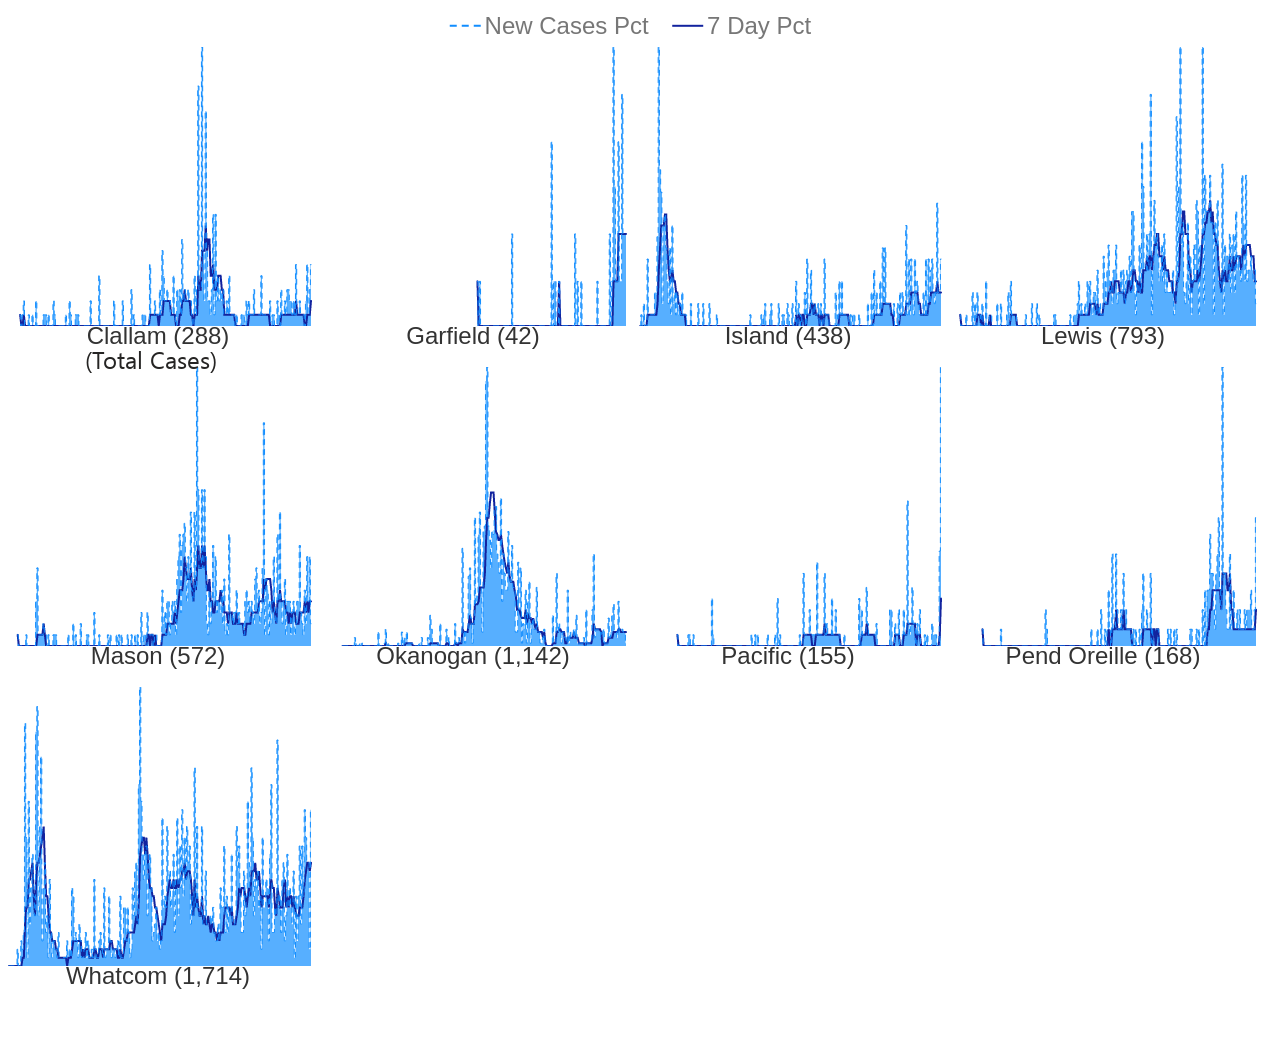 New Cases Pct 7 Day Pct
Clallam (288) Garfield (42) Island (438) Lewis (793)
(Total Cases)
Mason (572) Okanogan (1,142) Pacific (155) Pend Oreille (168)
Whatcom (1,714)